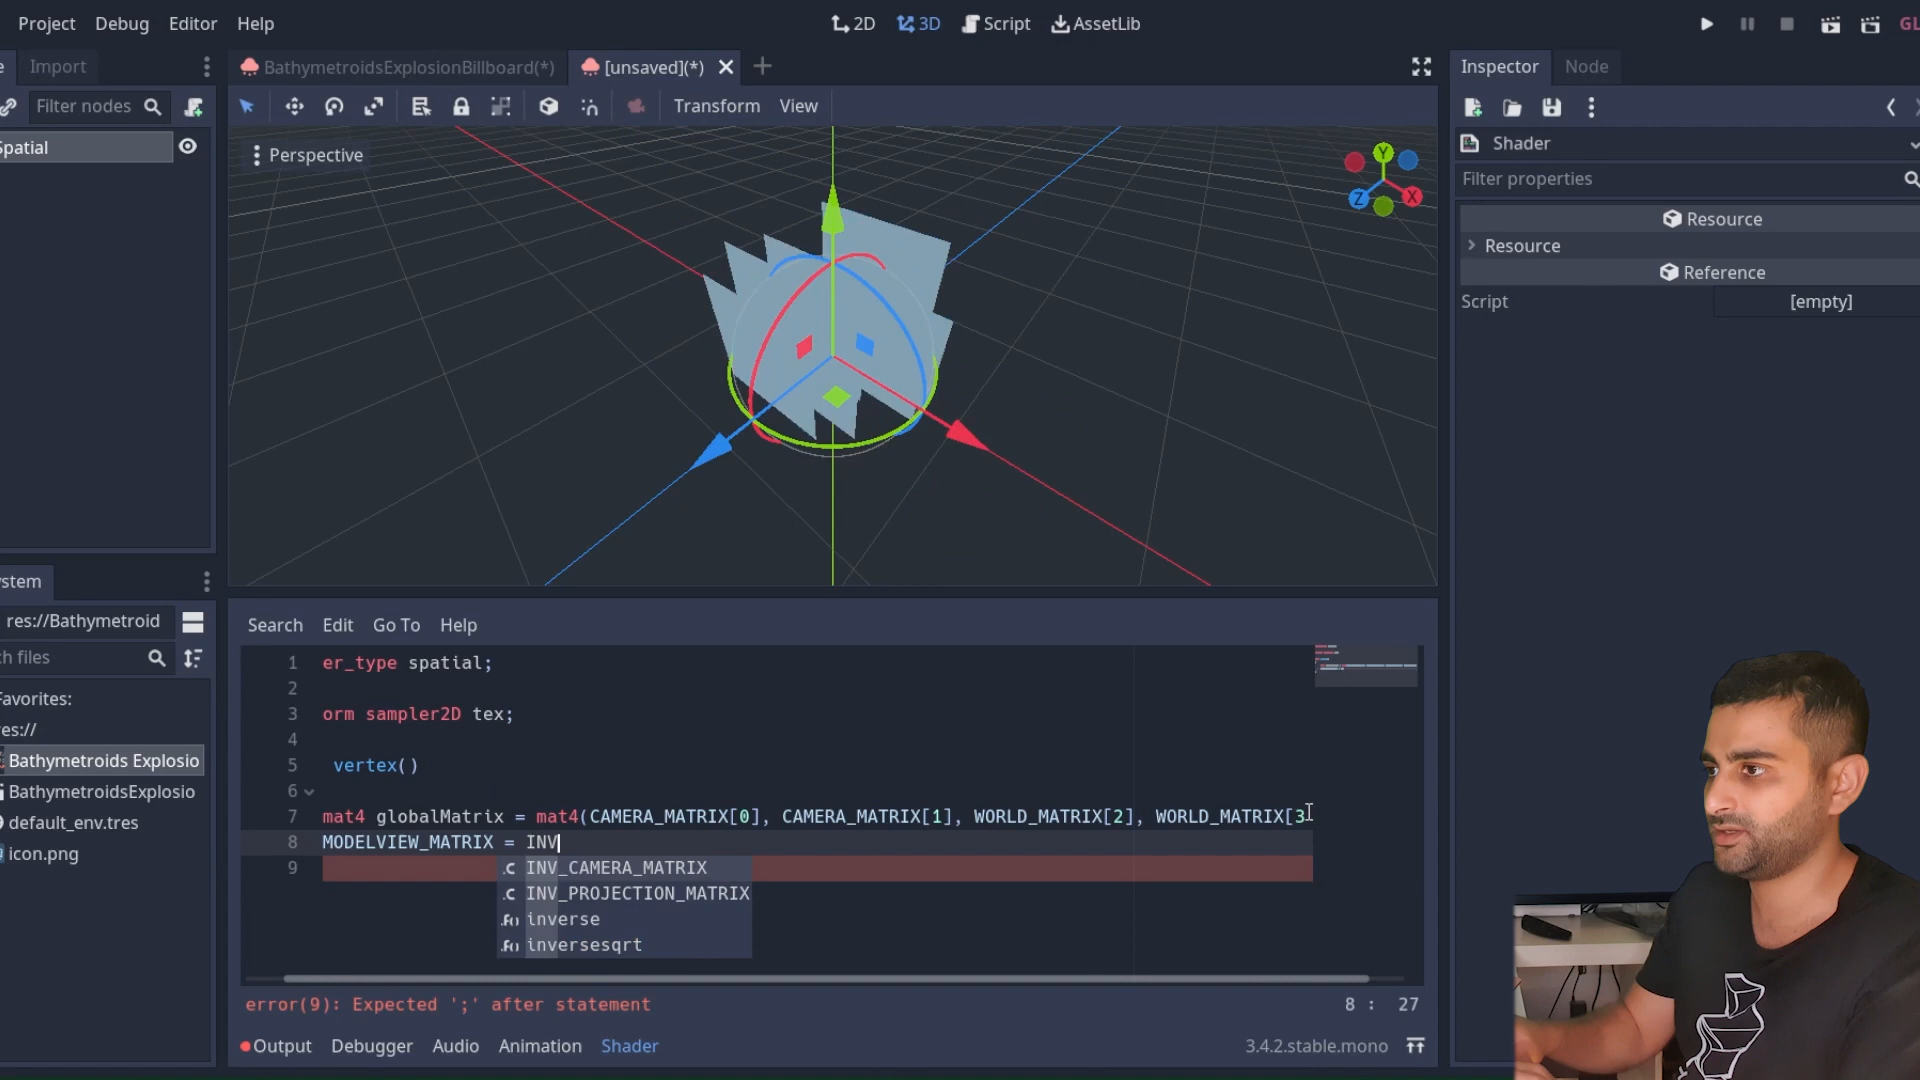 Project Debug Editor Help
2D 3D Script AssetLib
GL
Import
BathymetroidsExplosionBillboard(*) [unsaved](*)
Inspector Node
Filter nodes
Transform View
Shader
Spatial
Perspective
Y
Z X
Filter properties
Resource
Resource
Reference
Script [empty]
stem
res://Bathymetroid
ch files
Favorites:
res://
Bathymetroids Explosio
BathymetroidsExplosio
default_env.tres
icon.png
Search Edit Go To Help
1 er_type spatial;
2
3 orm sampler2D tex;
4
5 vertex()
6
7 mat4 globalMatrix = mat4(CAMERA_MATRIX[0], CAMERA_MATRIX[1], WORLD_MATRIX[2], WORLD_MATRIX[3
8 MODELVIEW_MATRIX = INV
9
INV_CAMERA_MATRIX
INV_PROJECTION_MATRIX
inverse
inversesqrt
error(9): Expected ';' after statement
8 : 27
Output Debugger Audio Animation Shader
3.4.2.stable.mono